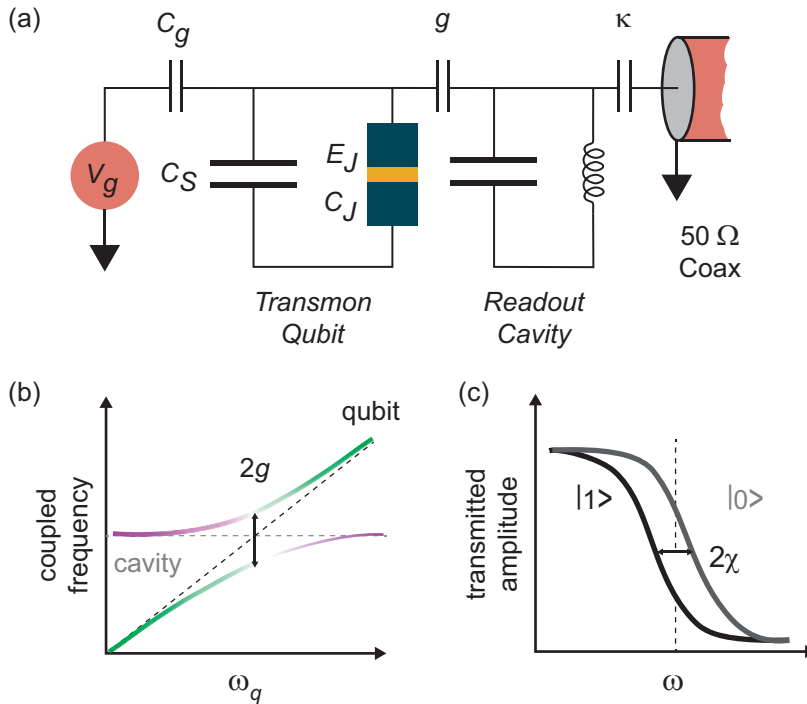 (a)
C_g
g
κ
V_g
C_S
E_J
C_J
50 Ω
Coax
Transmon
Qubit
Readout
Cavity
(b)
qubit
2g
coupled
frequency
cavity
ω_q
(c)
|1>
|0>
2χ
transmitted
amplitude
ω